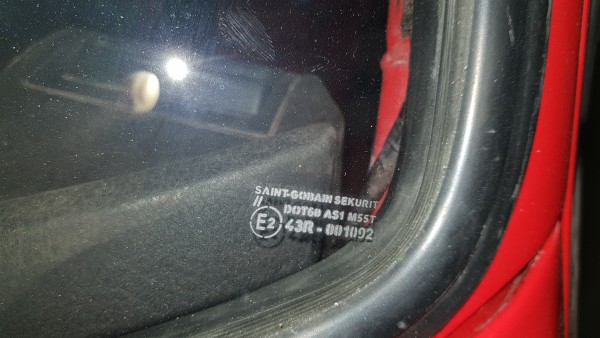 SAINT-GOBAIN SEKURIT
//
DOT60 AS1 M55T
E2 43R-001092